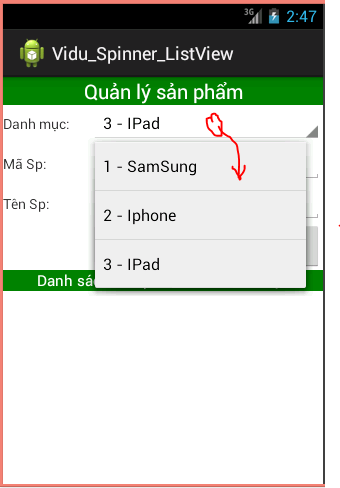 3G 2:47
Vidu_Spinner_ListView
Quản lý sản phẩm
Danh mục: 3 - IPad
Mã Sp:
1 - SamSung
Tên Sp:
2 - Iphone
3 - IPad
Danh